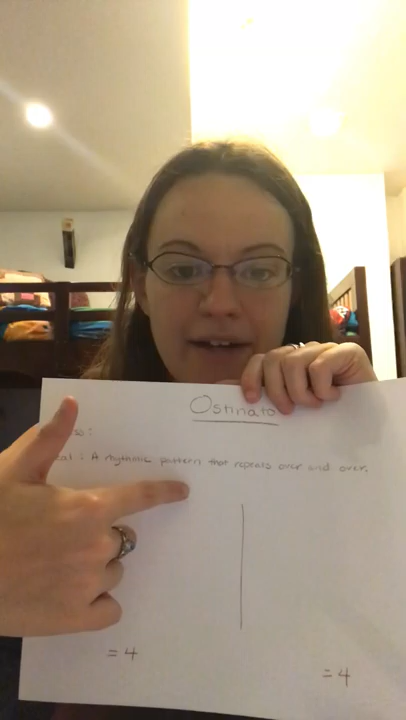 Ostinato
: A rhythmic pattern that repeats over and over.
= 4
= 4